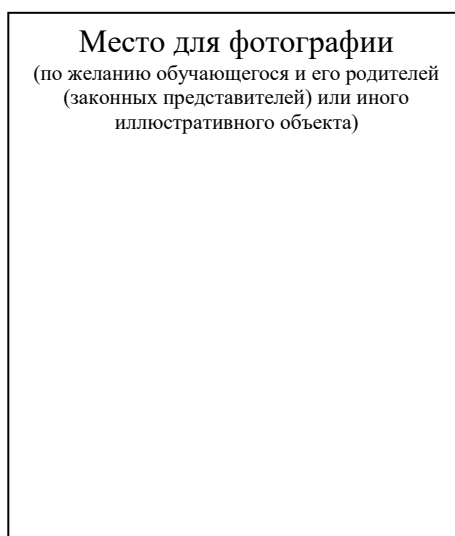 Место для фотографии
(по желанию обучающегося и его родителей
(законных представителей) или иного
иллюстративного объекта)